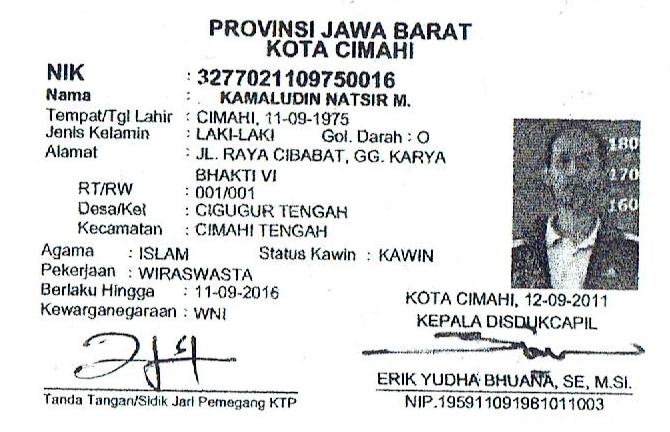 PROVINSI JAWA BARAT
KOTA CIMAHI
NIK : 3277021109750016
Nama : KAMALUDIN NATSIR M.
Tempat/Tgl Lahir : CIMAHI, 11-09-1975
Jenis Kelamin : LAKI-LAKI Gol. Darah : O
Alamat : JL. RAYA CIBABAT, GG. KARYA
BHAKTI VI
RT/RW : 001/001
Desa/Kel : CIGUGUR TENGAH
Kecamatan : CIMAHI TENGAH
Agama : ISLAM Status Kawin : KAWIN
Pekerjaan : WIRASWASTA
Berlaku Hingga : 11-09-2016
Kewarganegaraan : WNI
180
170
160
KOTA CIMAHI, 12-09-2011
KEPALA DISDUKCAPIL
ERIK YUDHA BHUANA, SE, M.SI.
NIP.195911091981011003
Tanda Tangan/Sidik Jari Pemegang KTP